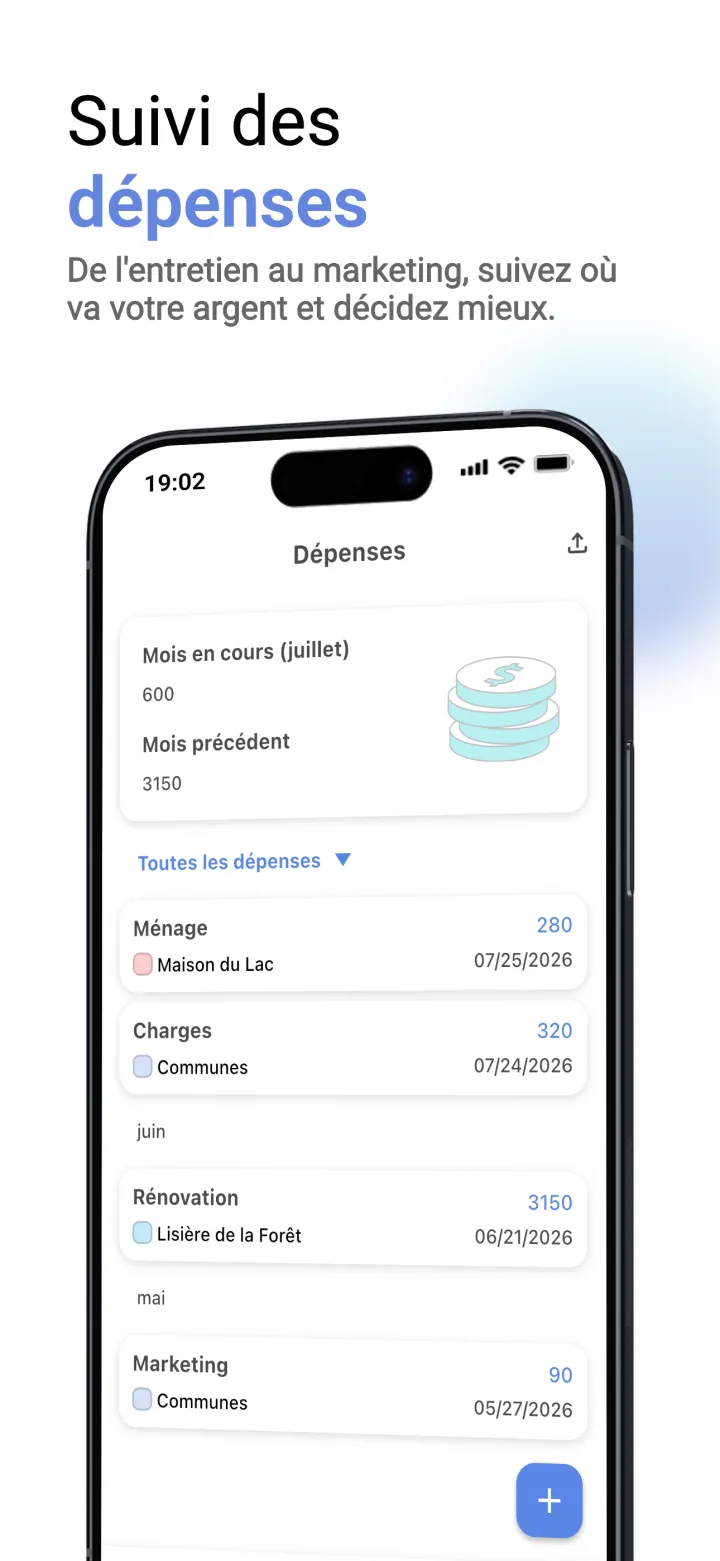 Suivi des
dépenses
De l'entretien au marketing, suivez où
va votre argent et décidez mieux.
19:02
Dépenses
Mois en cours (juillet)
600
$
Mois précédent
3150
Toutes les dépenses
Ménage
280
Maison du Lac
07/25/2026
Charges
320
Communes
07/24/2026
juin
Rénovation
3150
Lisière de la Forêt
06/21/2026
mai
Marketing
90
Communes
05/27/2026
+